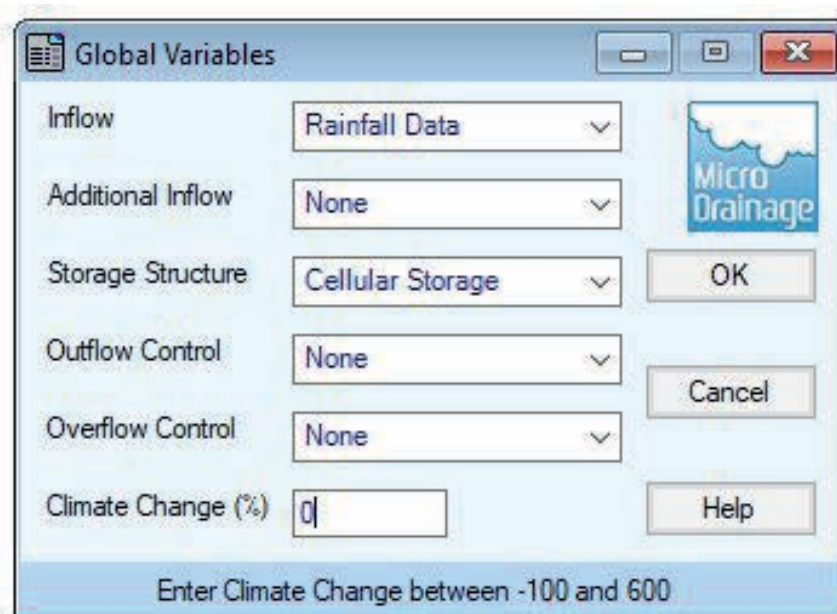 Global Variables
Inflow
Rainfall Data
Micro
Drainage
Additional Inflow
None
Storage Structure
Cellular Storage
OK
Outflow Control
None
Cancel
Overflow Control
None
Climate Change (%)
0
Help
Enter Climate Change between -100 and 600